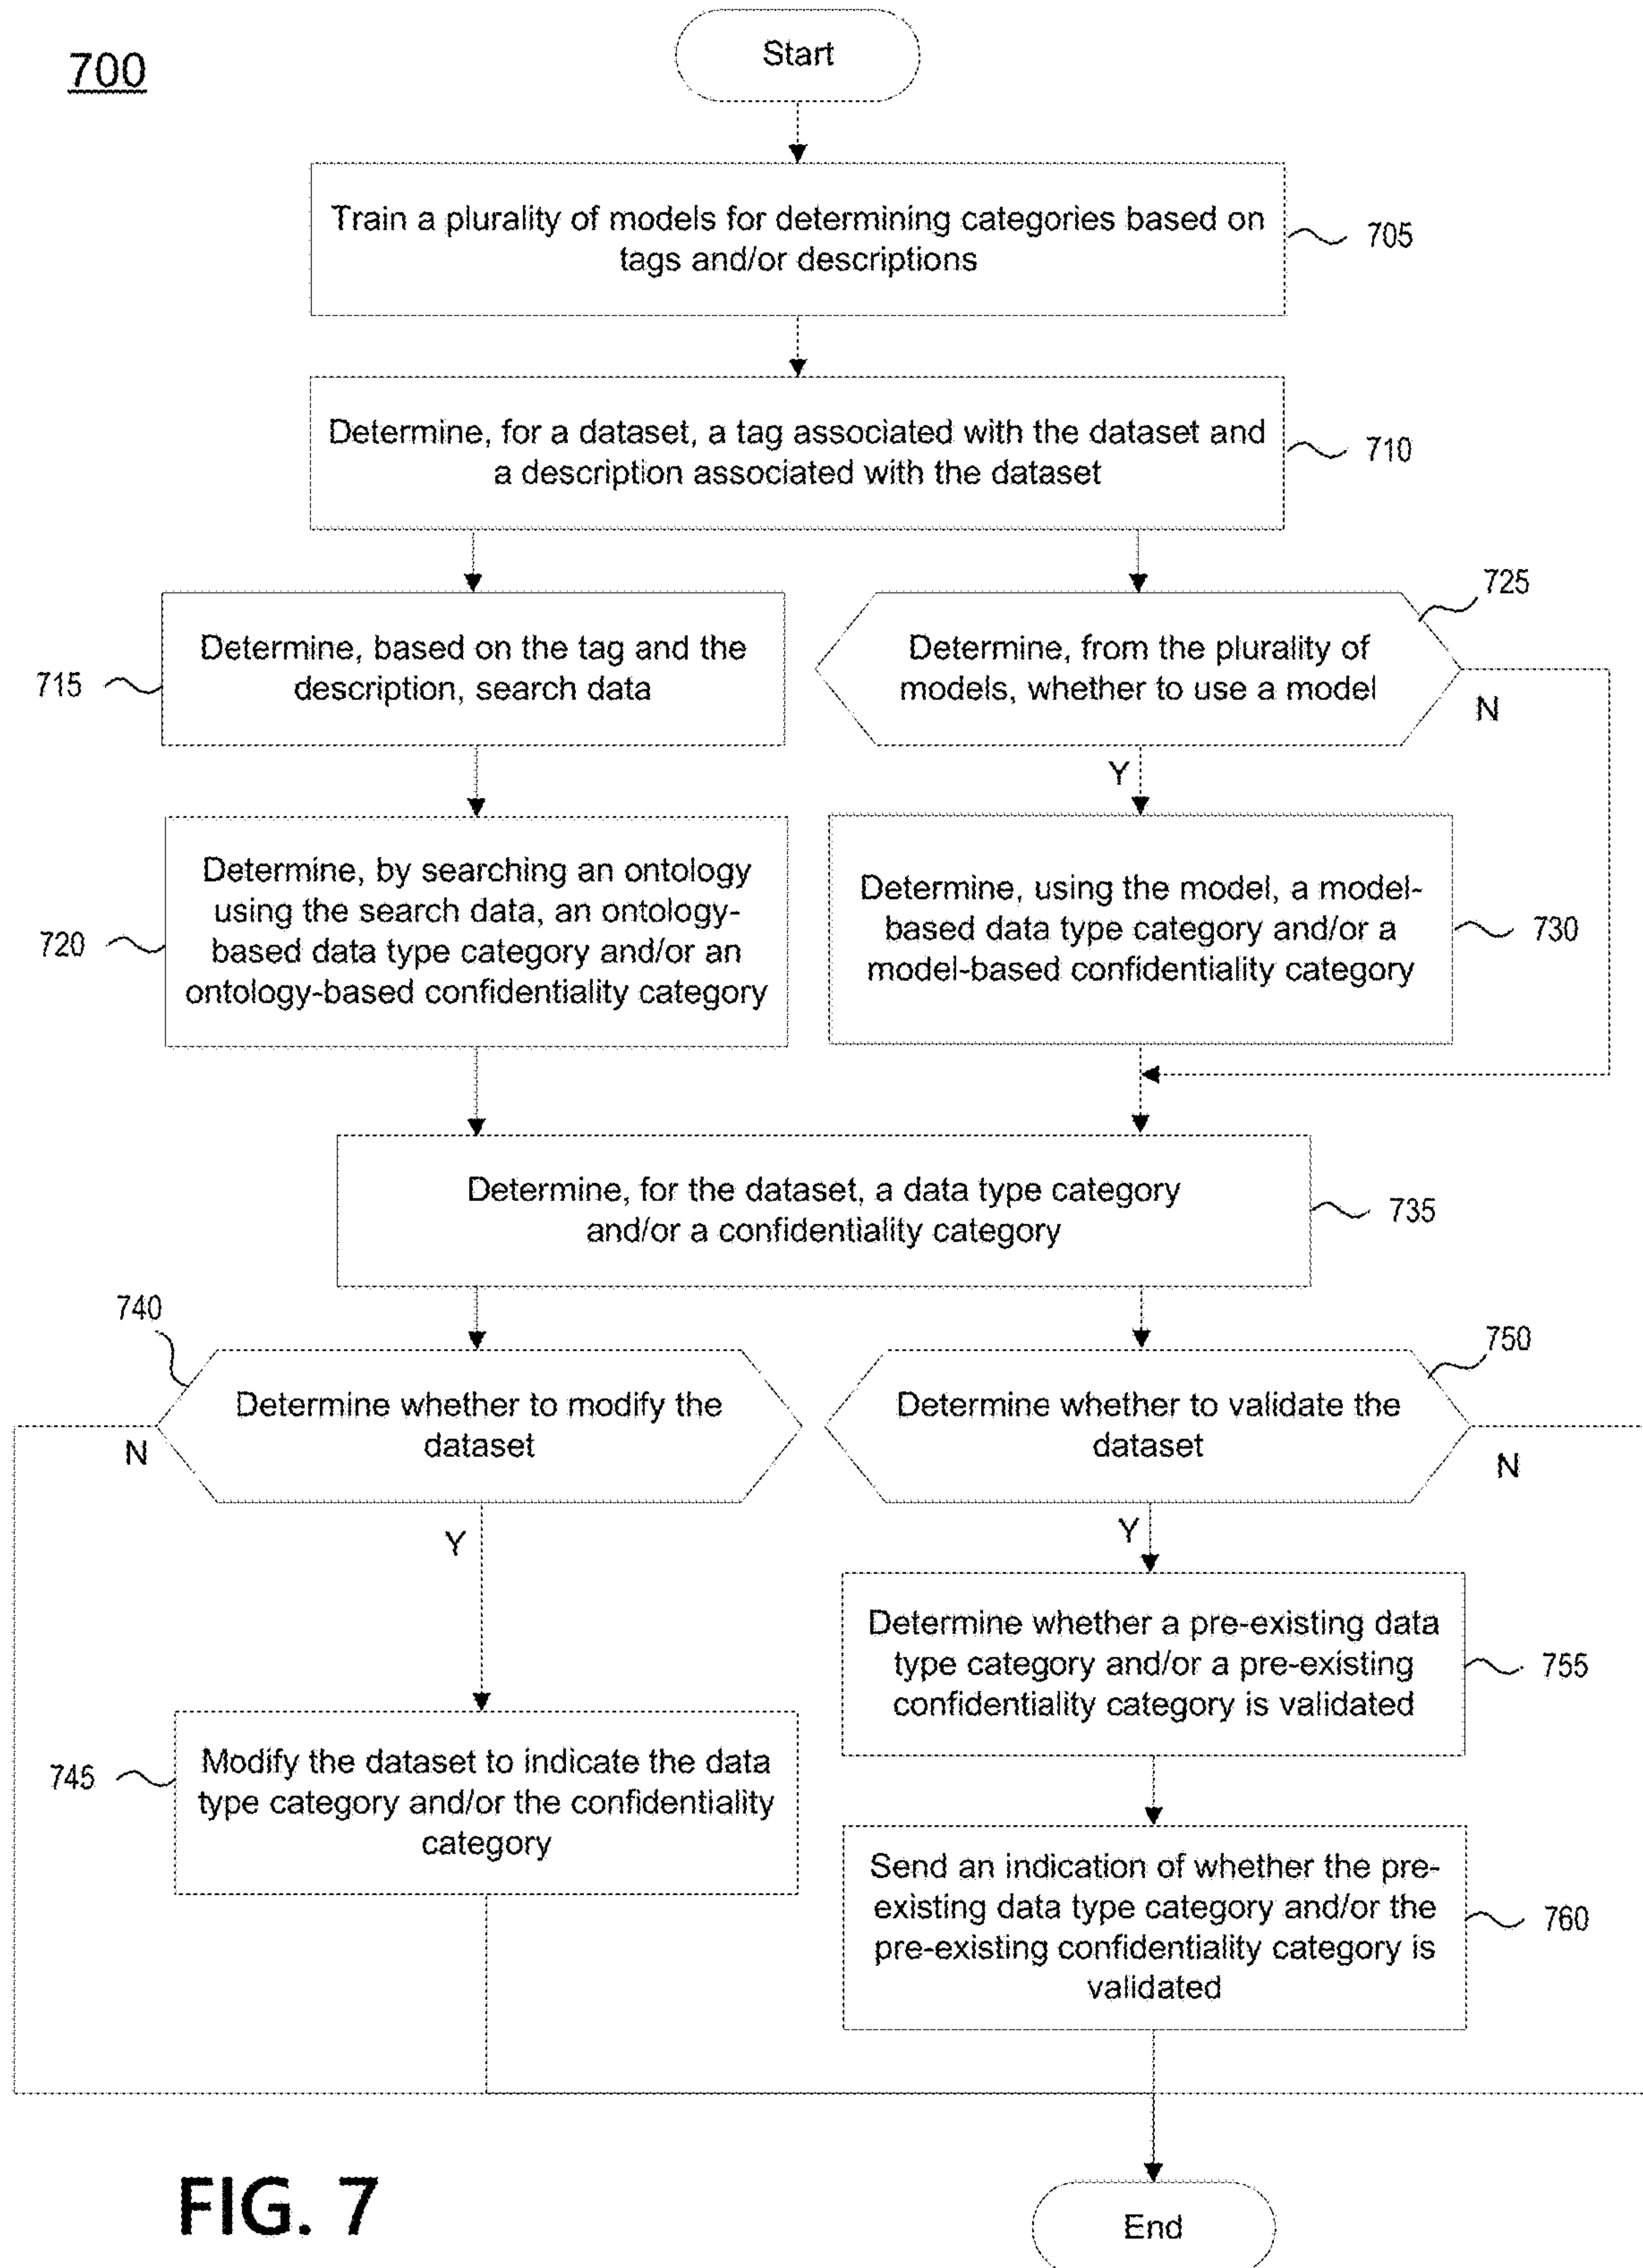 700
Start
Train a plurality of models for determining categories based on
tags and/or descriptions
705
Determine, for a dataset, a tag associated with the dataset and
a description associated with the dataset
710
715
Determine, based on the tag and the
description, search data
725
Determine, from the plurality of
models, whether to use a model
N
Y
720
Determine, by searching an ontology
using the search data, an ontology-
based data type category and/or an
ontology-based confidentiality category
Determine, using the model, a model-
based data type category and/or a
model-based confidentiality category
730
Determine, for the dataset, a data type category
and/or a confidentiality category
735
740
Determine whether to modify the
dataset
N
Y
750
Determine whether to validate the
dataset
N
Y
745
Modify the dataset to indicate the data
type category and/or the confidentiality
category
Determine whether a pre-existing data
type category and/or a pre-existing
confidentiality category is validated
755
Send an indication of whether the pre-
existing data type category and/or the
pre-existing confidentiality category is
validated
760
End
FIG. 7